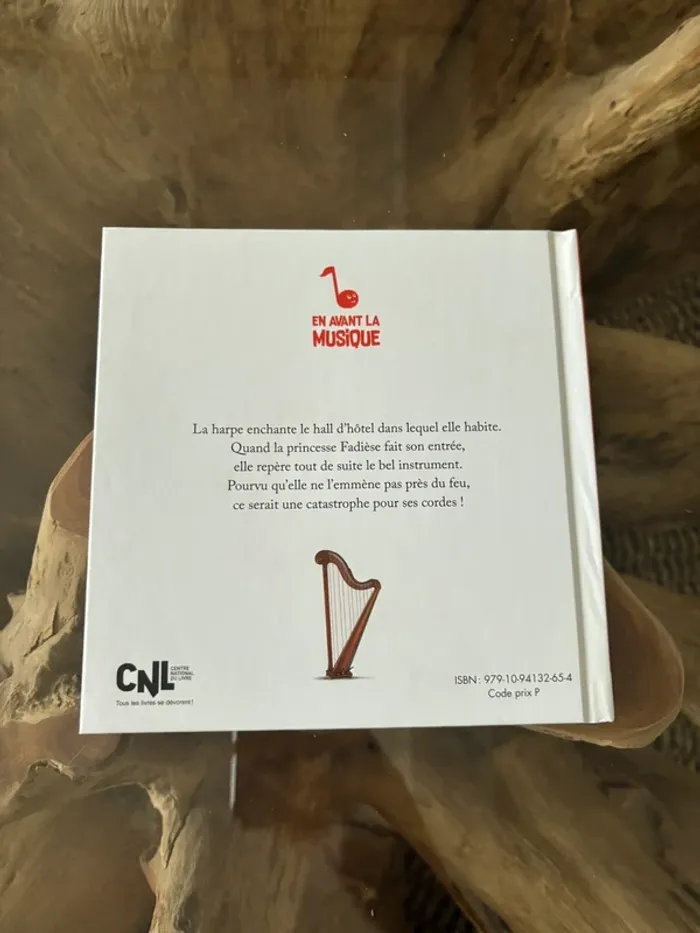 EN AVANT LA
MUSiQUE
La harpe enchante le hall d'hôtel dans lequel elle habite.
Quand la princesse Fadièse fait son entrée,
elle repère tout de suite le bel instrument.
Pourvu qu'elle ne l'emmène pas près du feu,
ce serait une catastrophe pour ses cordes !
CNL CENTRE
NATIONAL
DU LIVRE
Tous les livres se dévorent !
ISBN : 979-10-94132-65-4
Code prix P